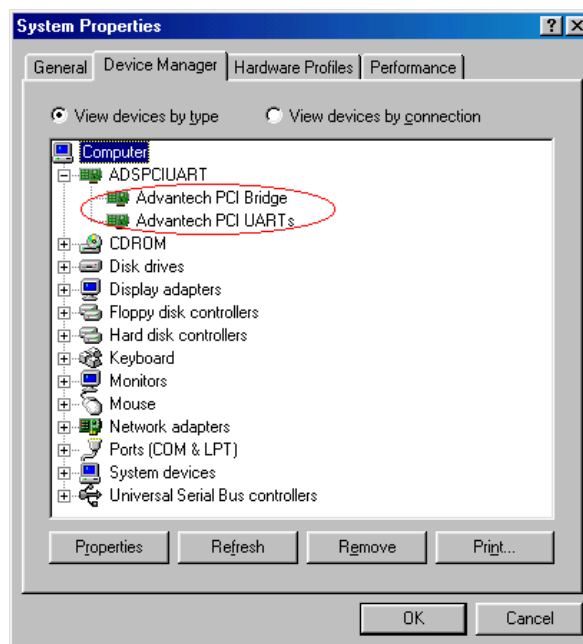 System Properties
General Device Manager Hardware Profiles Performance
View devices by type View devices by connection
Computer
ADSPCIUART
Advantech PCI Bridge
Advantech PCI UARTs
CDROM
Disk drives
Display adapters
Floppy disk controllers
Hard disk controllers
Keyboard
Monitors
Mouse
Network adapters
Ports (COM & LPT)
System devices
Universal Serial Bus controllers
Properties Refresh Remove Print...
OK Cancel